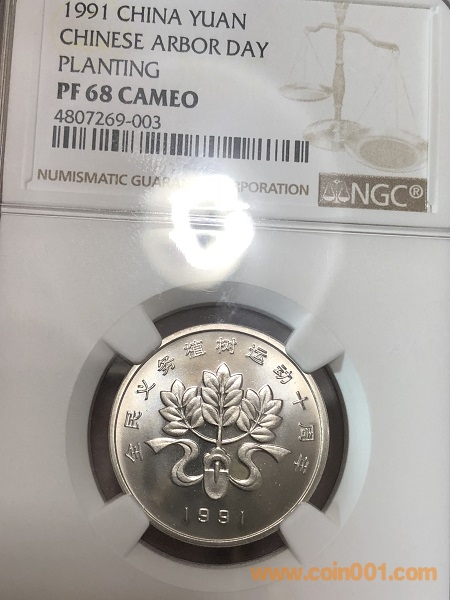 1991 CHINA YUAN
CHINESE ARBOR DAY
PLANTING
PF 68 CAMEO
4807269-003
NUMISMATIC GUARANTY CORPORATION NGC®
全民义务植树运动十周年
1991
www.coin001.com